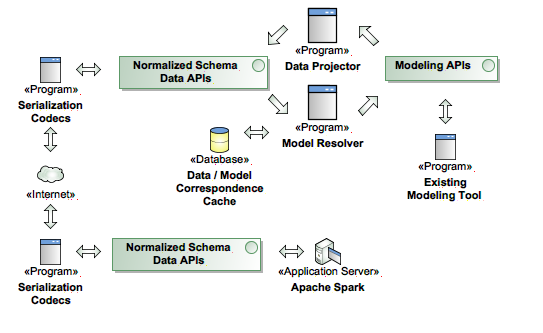 «Program»
Data Projector
Normalized Schema
Data APIs
Modeling APIs
«Program»
Serialization
Codecs
«Program»
Model Resolver
«Database»
Data / Model
Correspondence
Cache
«Program»
Existing
Modeling Tool
«Internet»
Normalized Schema
Data APIs
«Program»
Serialization
Codecs
«Application Server»
Apache Spark